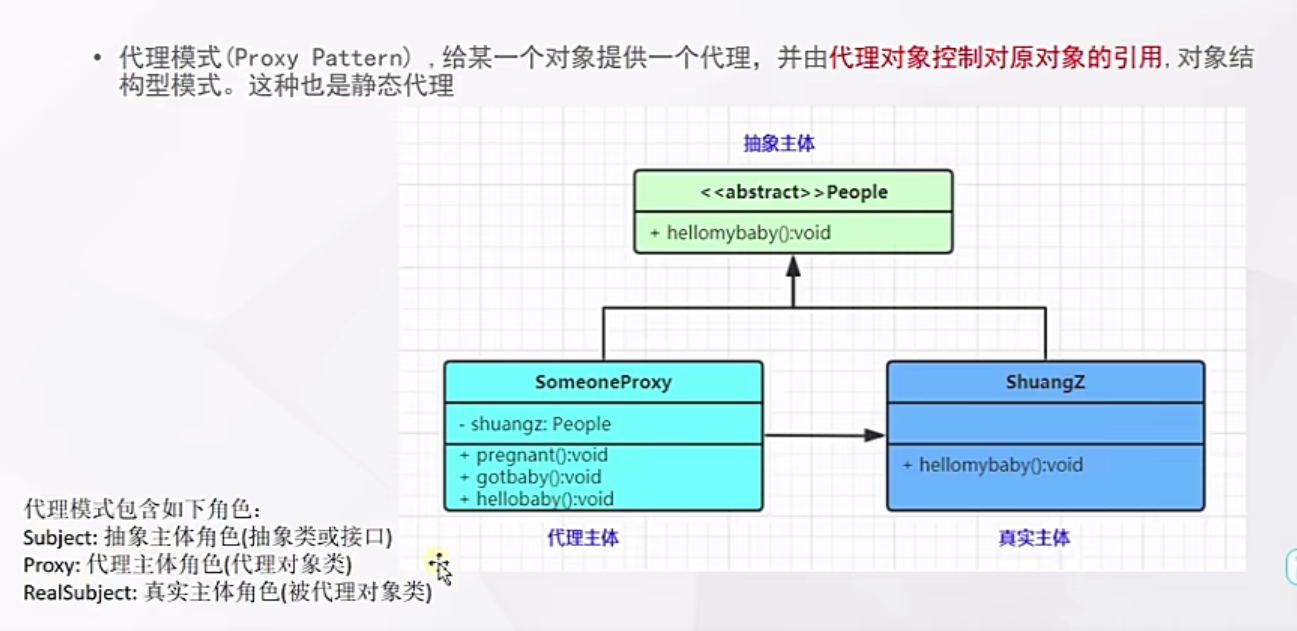 • 代理模式(Proxy Pattern) ,给某一个对象提供一个代理，并由代理对象控制对原对象的引用,对象结
构型模式。这种也是静态代理
抽象主体
<<abstract>>People
+ hellomybaby():void
SomeoneProxy
- shuangz: People
+ pregnant():void
+ gotbaby():void
+ hellobaby():void
代理主体
ShuangZ
+ hellomybaby():void
真实主体
代理模式包含如下角色：
Subject: 抽象主体角色(抽象类或接口)
Proxy: 代理主体角色(代理对象类)
RealSubject: 真实主体角色(被代理对象类)